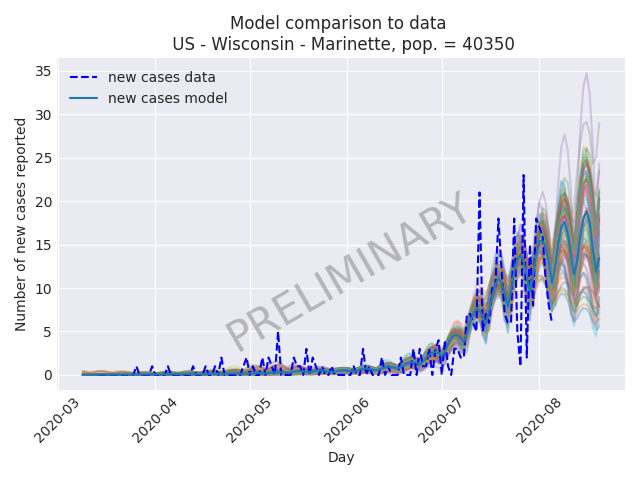 Model comparison to data
US - Wisconsin - Marinette, pop. = 40350
new cases data
new cases model
Number of new cases reported
35
30
25
20
15
10
5
0
PRELIMINARY
2020-03
2020-04
2020-05
2020-06
2020-07
2020-08
Day